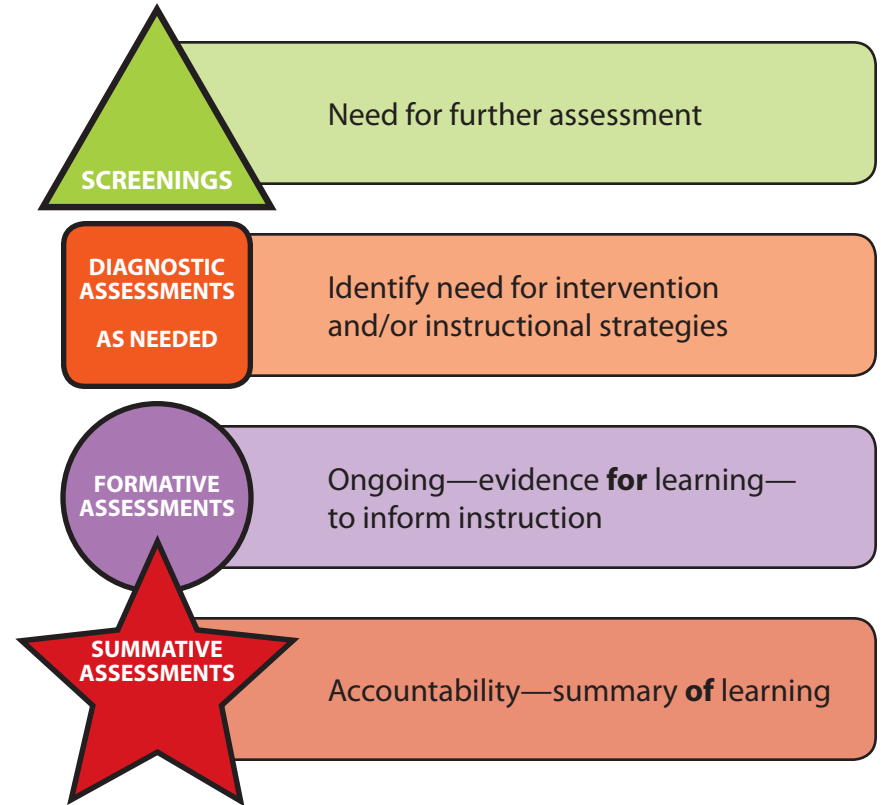 Need for further assessment
SCREENINGS
DIAGNOSTIC
ASSESSMENTS
AS NEEDED
Identify need for intervention
and/or instructional strategies
FORMATIVE
ASSESSMENTS
Ongoing—evidence for learning—
to inform instruction
SUMMATIVE
ASSESSMENTS
Accountability—summary of learning